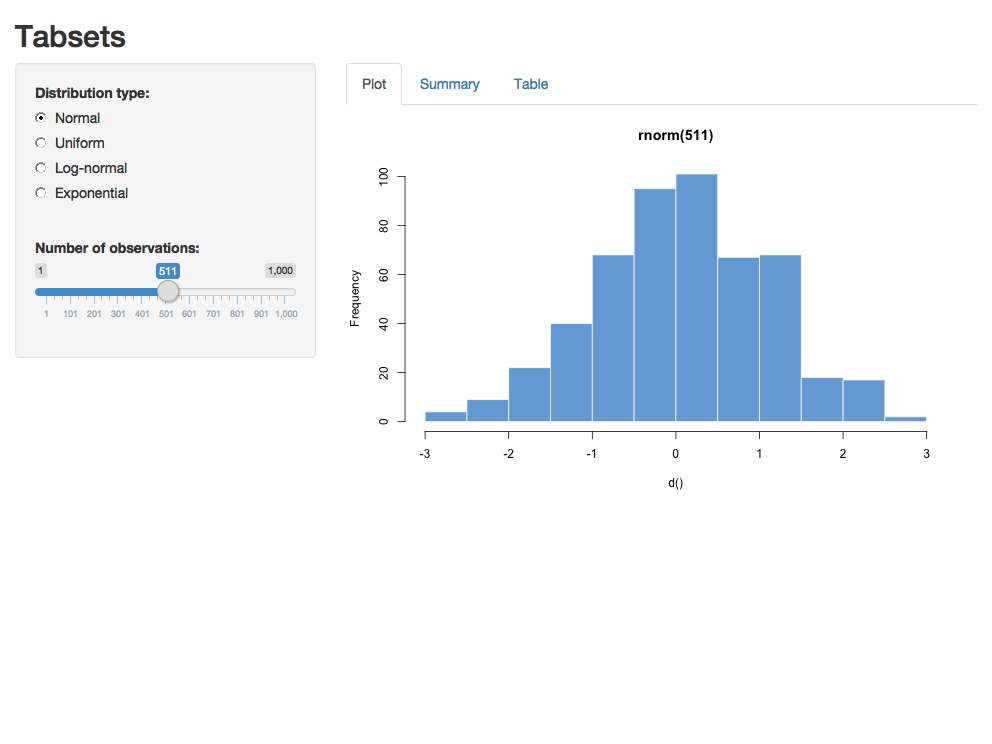 Tabsets
Distribution type:
Normal
Uniform
Log-normal
Exponential
Number of observations:
1 511 1,000
1 101 201 301 401 501 601 701 801 901 1,000
Plot Summary Table
rnorm(511)
Frequency
100
80
60
40
20
0
-3 -2 -1 0 1 2 3
d()